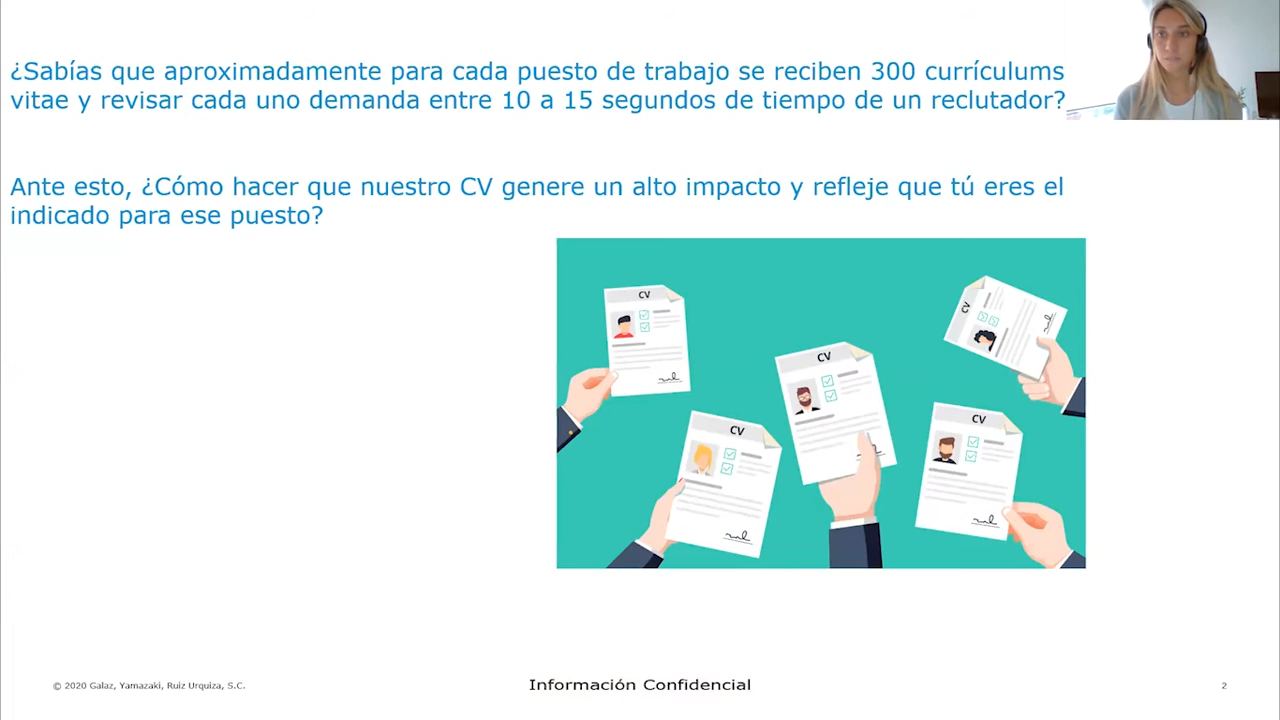 ¿Sabías que aproximadamente para cada puesto de trabajo se reciben 300 currículums
vitae y revisar cada uno demanda entre 10 a 15 segundos de tiempo de un reclutador?
Ante esto, ¿Cómo hacer que nuestro CV genere un alto impacto y refleje que tú eres el
indicado para ese puesto?
CV
CV
CV
CV
CV
© 2020 Galaz, Yamazaki, Ruiz Urquiza, S.C.
Información Confidencial
2